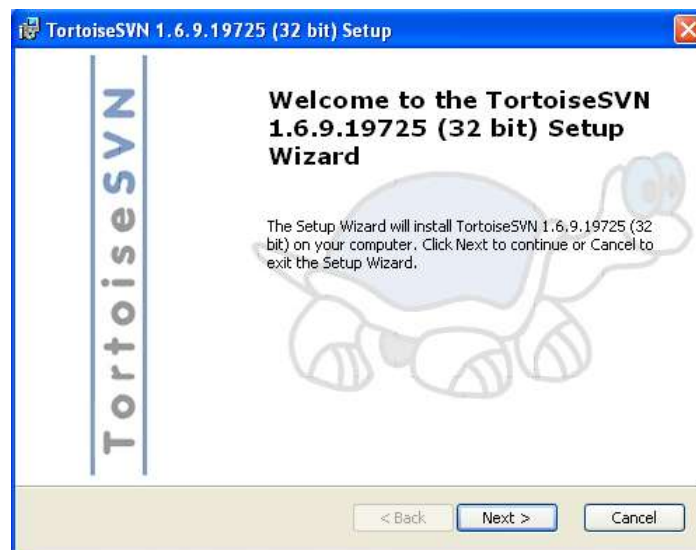 TortoiseSVN 1.6.9.19725 (32 bit) Setup
TortoiseSVN
Welcome to the TortoiseSVN
1.6.9.19725 (32 bit) Setup
Wizard
The Setup Wizard will install TortoiseSVN 1.6.9.19725 (32
bit) on your computer. Click Next to continue or Cancel to
exit the Setup Wizard.
< Back
Next >
Cancel